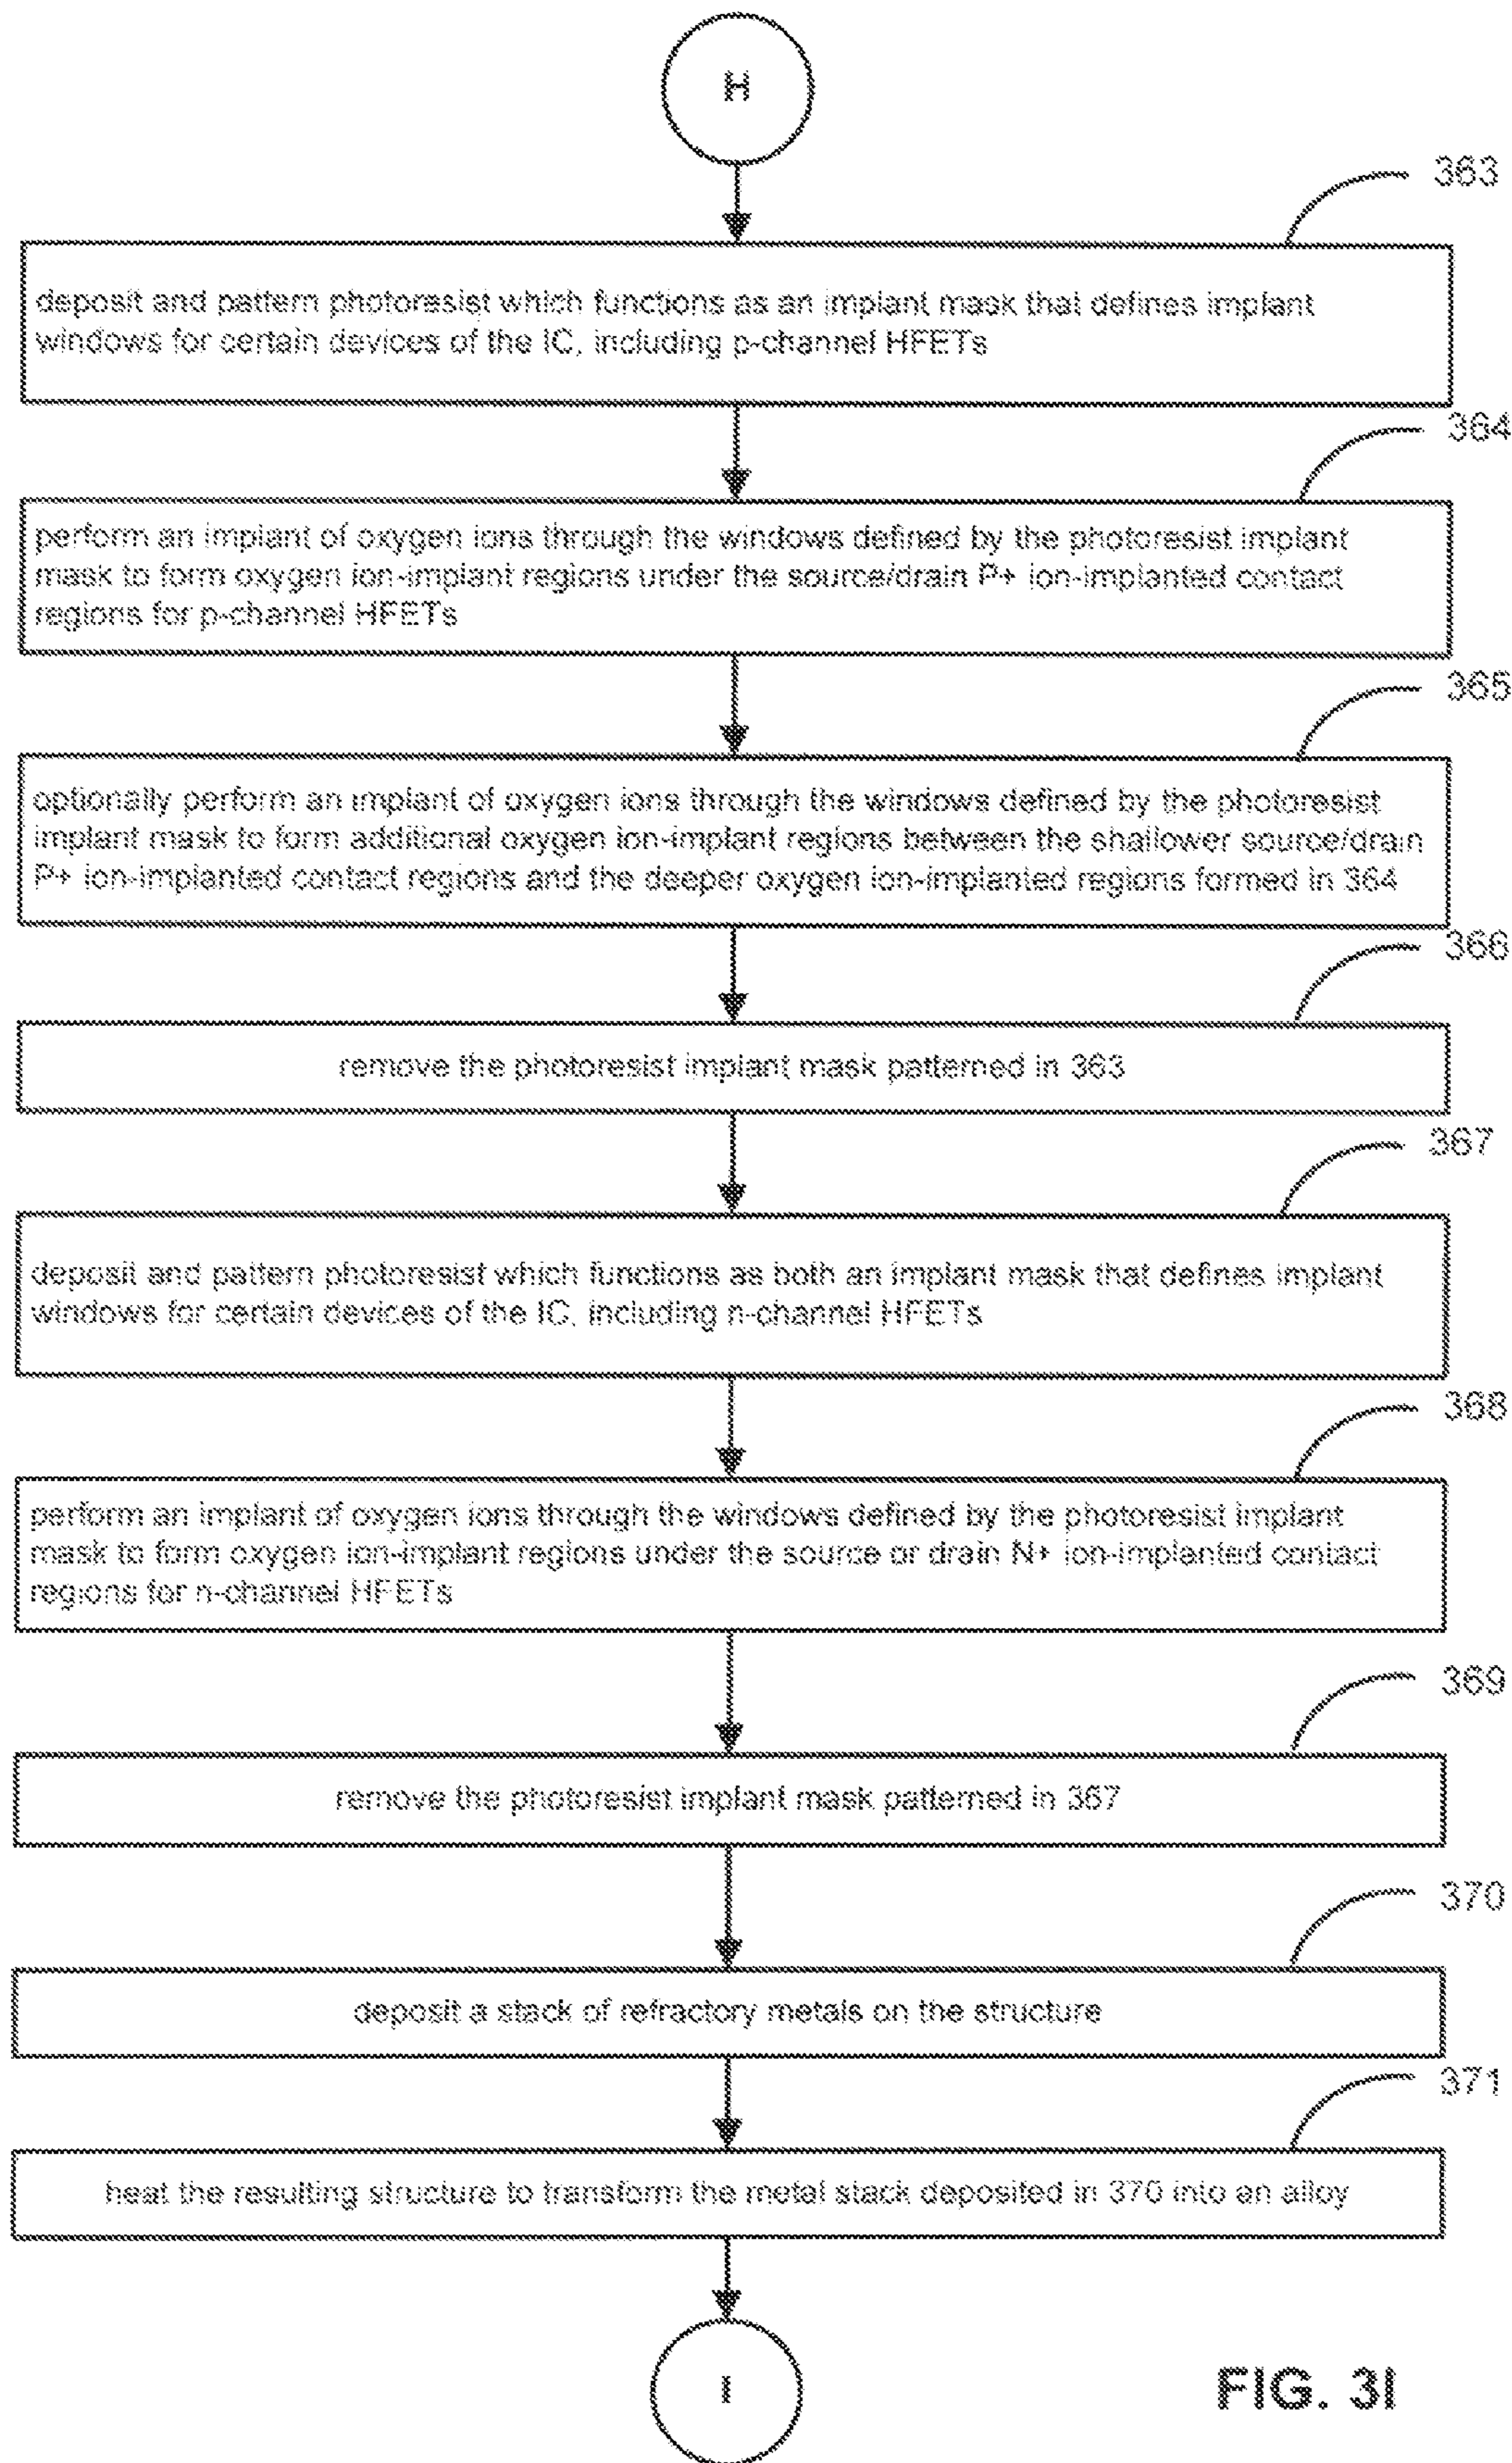 H
363
deposit and pattern photoresist which functions as an implant mask that defines implant
windows for certain devices of the IC, including p-channel HFETs
364
perform an implant of oxygen ions through the windows defined by the photoresist implant
mask to form oxygen ion-implant regions under the source/drain P+ ion-implanted contact
regions for p-channel HFETs
365
optionally perform an implant of oxygen ions through the windows defined by the photoresist
implant mask to form additional oxygen ion-implant regions between the shallower source/drain
P+ ion-implanted contact regions and the deeper oxygen ion-implanted regions formed in 364
366
remove the photoresist implant mask patterned in 363
367
deposit and pattern photoresist which functions as both an implant mask that defines implant
windows for certain devices of the IC, including n-channel HFETs
368
perform an implant of oxygen ions through the windows defined by the photoresist implant
mask to form oxygen ion-implant regions under the source or drain N+ ion-implanted contact
regions for n-channel HFETs
369
remove the photoresist implant mask patterned in 367
370
deposit a stack of refractory metals on the structure
371
heat the resulting structure to transform the metal stack deposited in 370 into an alloy
I
FIG. 3I